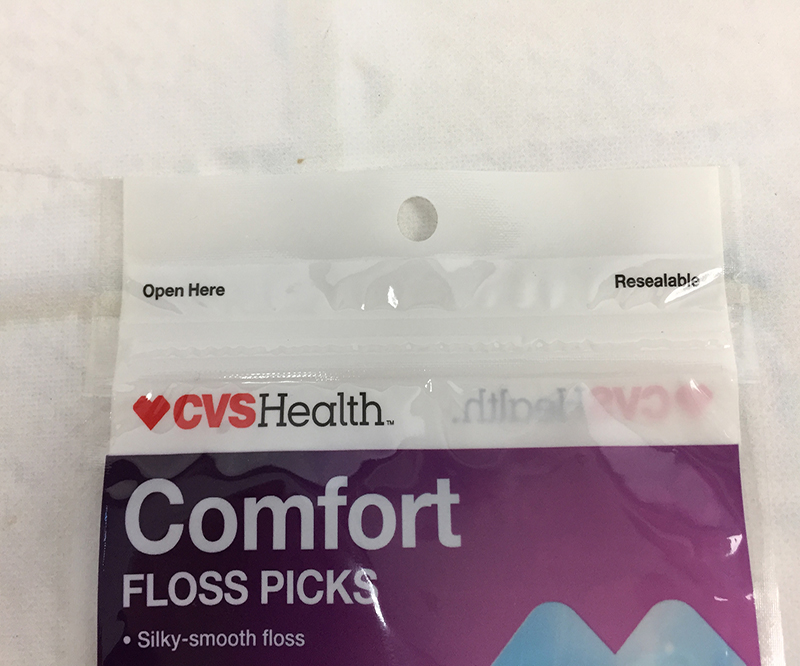 Open Here
Resealable
CVSHealth™
Comfort
FLOSS PICKS
• Silky-smooth floss